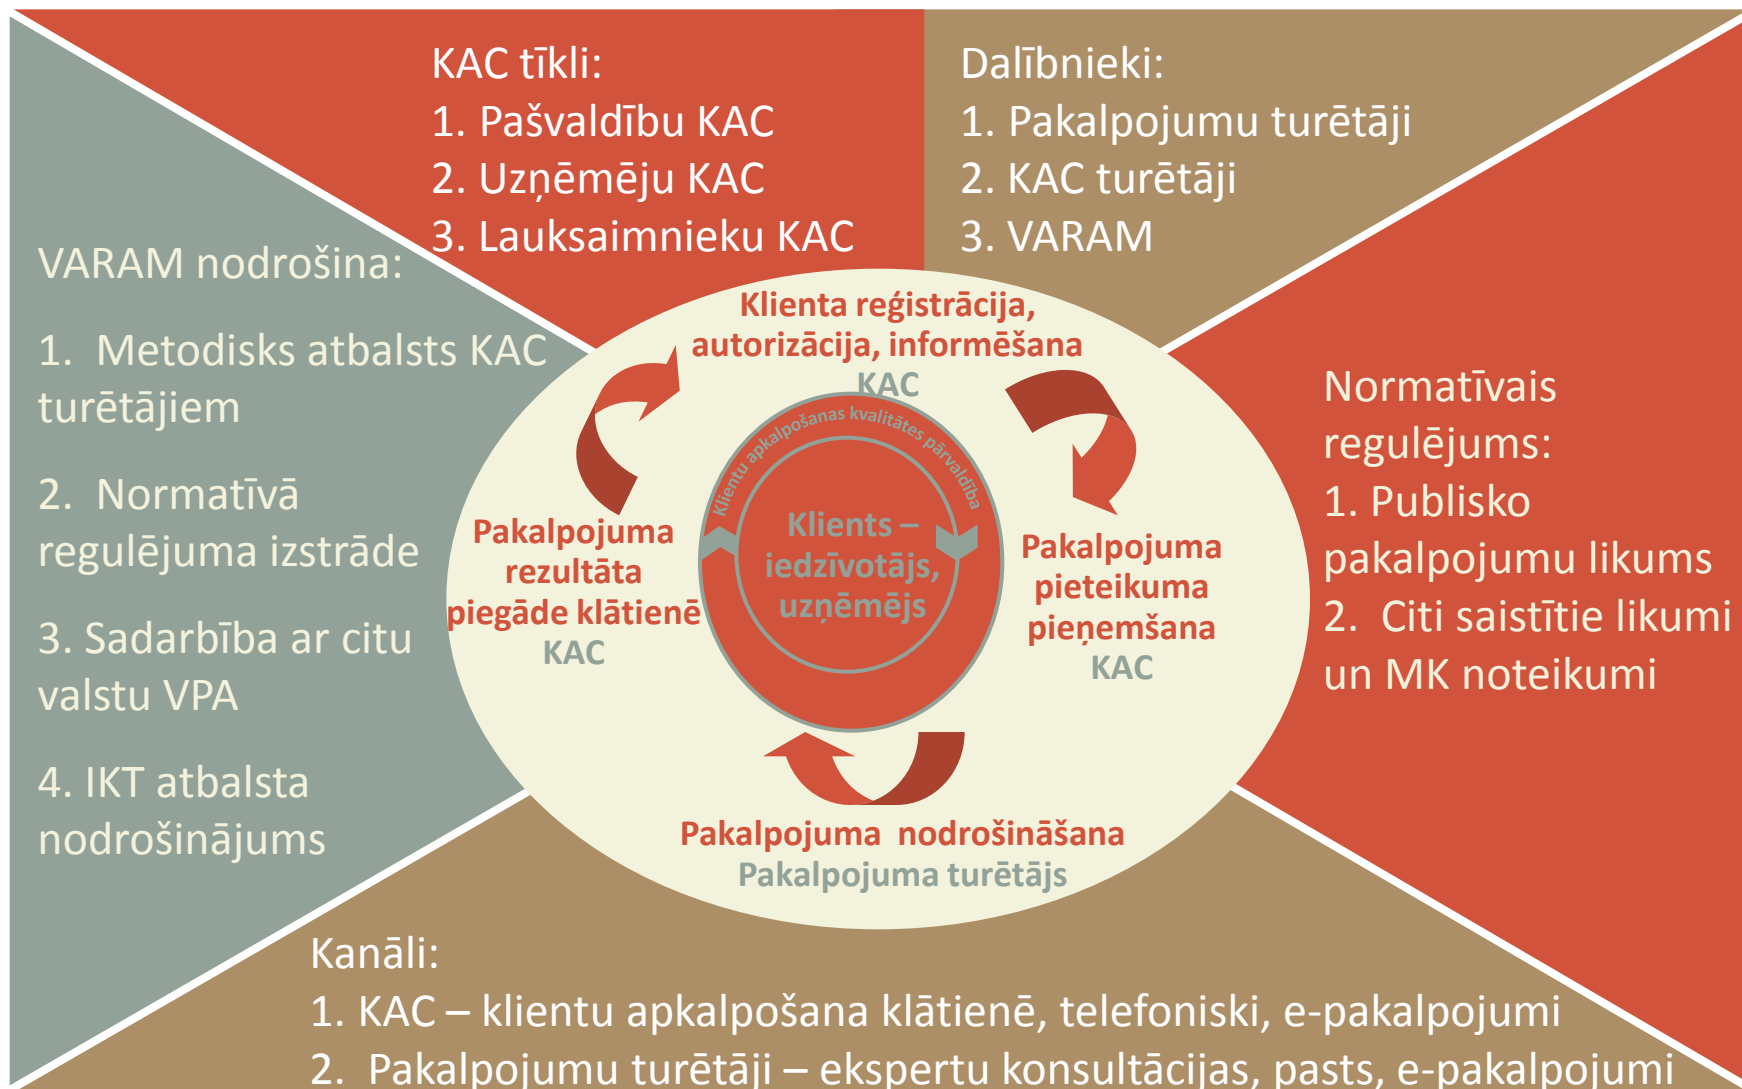 KAC tīkli:
1. Pašvaldību KAC
2. Uzņēmēju KAC
3. Lauksaimnieku KAC
Dalībnieki:
1. Pakalpojumu turētāji
2. KAC turētāji
3. VARAM
VARAM nodrošina:
1. Metodisks atbalsts KAC
turētājiem
2. Normatīvā
regulējuma izstrāde
3. Sadarbība ar citu
valstu VPA
4. IKT atbalsta
nodrošinājums
Klienta reģistrācija,
autorizācija, informēšana
KAC
Klientu apkalpošanas kvalitātes pārvaldība
Klients –
iedzīvotājs,
uzņēmējs
Pakalpojuma
rezultāta
piegāde klātienē
KAC
Pakalpojuma
pieteikuma
pieņemšana
KAC
Pakalpojuma nodrošināšana
Pakalpojuma turētājs
Normatīvais
regulējums:
1. Publisko
pakalpojumu likums
2. Citi saistītie likumi
un MK noteikumi
Kanāli:
1. KAC – klientu apkalpošana klātienē, telefoniski, e-pakalpojumi
2. Pakalpojumu turētāji – ekspertu konsultācijas, pasts, e-pakalpojumi